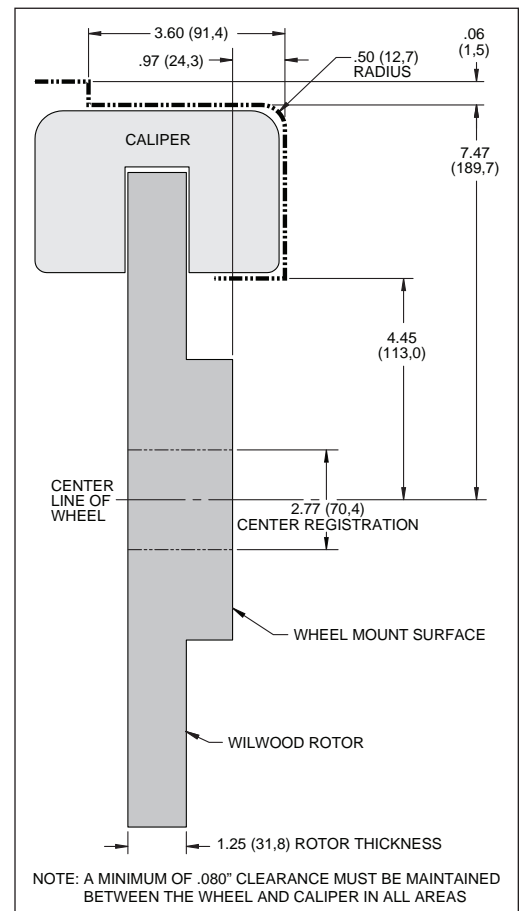 3.60 (91,4)
.06
(1,5)
.97 (24,3)
.50 (12,7)
RADIUS
CALIPER
7.47
(189,7)
4.45
(113,0)
CENTER
LINE OF
WHEEL
2.77 (70,4)
CENTER REGISTRATION
WHEEL MOUNT SURFACE
WILWOOD ROTOR
1.25 (31,8) ROTOR THICKNESS
NOTE: A MINIMUM OF .080” CLEARANCE MUST BE MAINTAINED
BETWEEN THE WHEEL AND CALIPER IN ALL AREAS